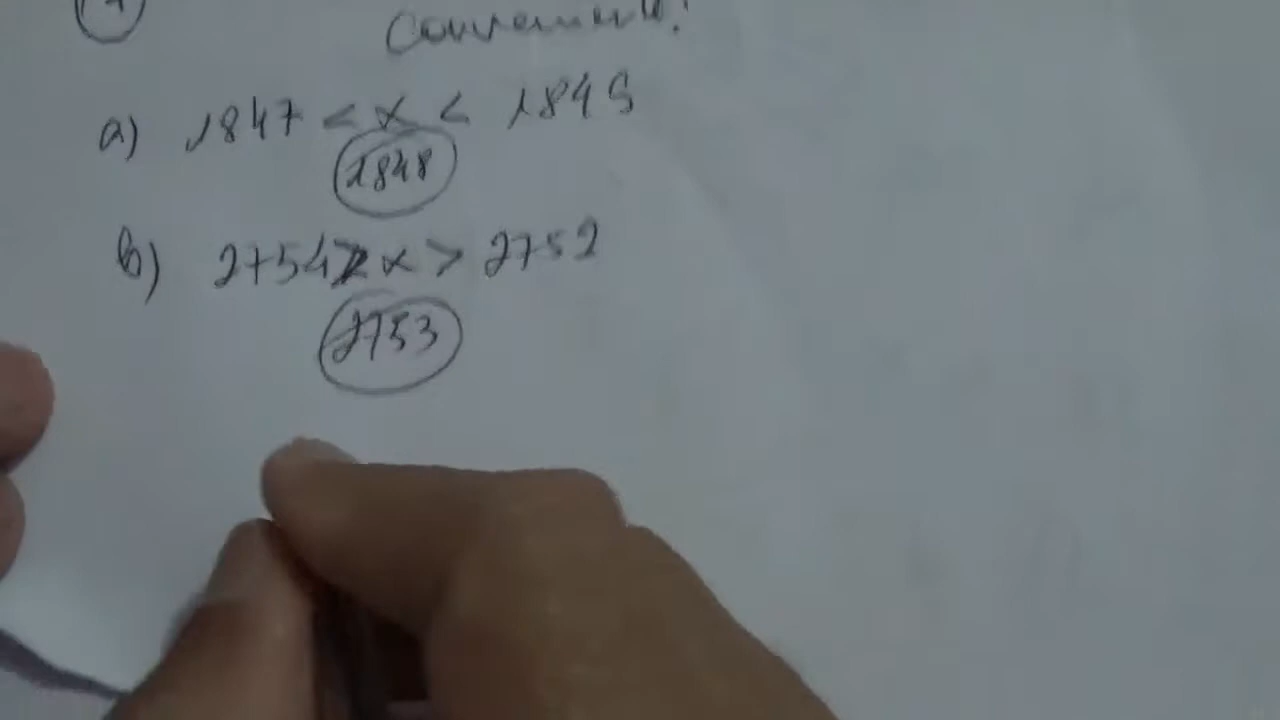 a) 1847 < x < 1849
1848
b) 2754 > x > 2752
2753